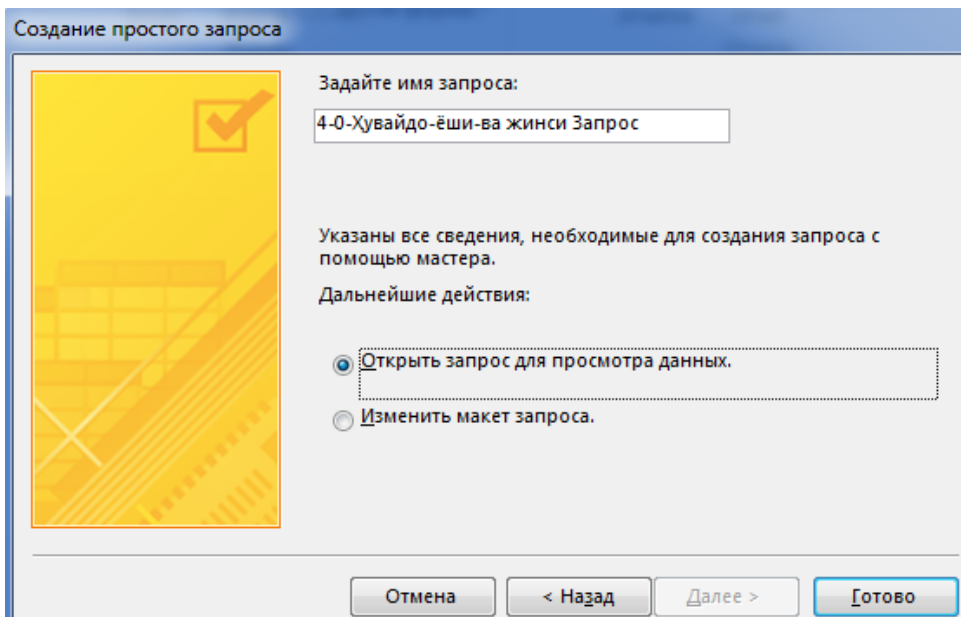 Создание простого запроса
Задайте имя запроса:
4-0-Ҳувайдо-ёши-ва жинси Запрос
Указаны все сведения, необходимые для создания запроса с
помощью мастера.
Дальнейшие действия:
Открыть запрос для просмотра данных.
Изменить макет запроса.
Отмена
< Назад
Далее >
Готово